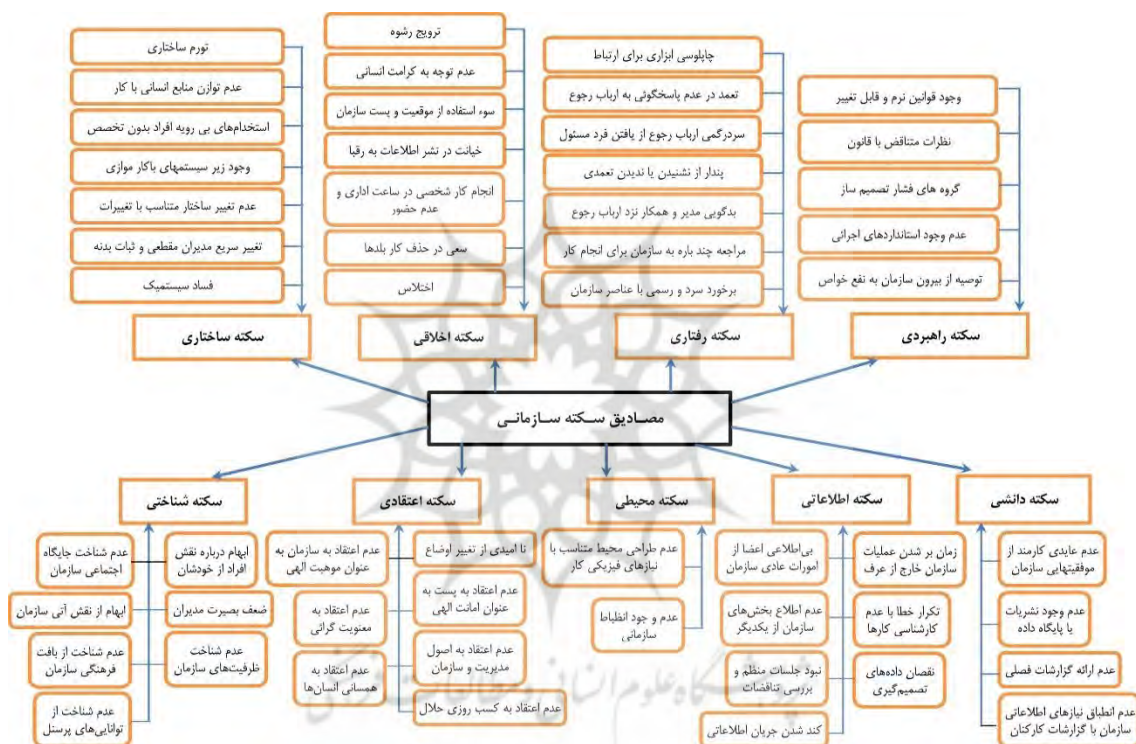 تورم ساختاری
عدم توازن منابع انسانی با کار
استخدام‌های بی رویه افراد بدون تخصص
وجود زیر سیستمهای باکار موازی
عدم تغییر ساختار متناسب با تغییرات
تغییر سریع مدیران مقطعی و ثبات بدنه
فساد سیستمیک
سکته ساختاری
ترویج رشوه
عدم توجه به کرامت انسانی
سوء استفاده از موقعیت و پست سازمان
خیانت در نشر اطلاعات به رقبا
انجام کار شخصی در ساعت اداری و
عدم حضور
سعی در حذف کار بلدها
اختلاس
سکته اخلاقی
چاپلوسی ابزاری برای ارتباط
تعمد در عدم پاسخگوئی به ارباب رجوع
سردرگمی ارباب رجوع از یافتن فرد مسئول
پندار از نشنیدن یا ندیدن تعمدی
بدگویی مدیر و همکار نزد ارباب رجوع
مراجعه چند باره به سازمان برای انجام کار
برخورد سرد و رسمی با عناصر سازمان
سکته رفتاری
وجود قوانین نرم و قابل تغییر
نظرات متناقض با قانون
گروه های فشار تصمیم ساز
عدم وجود استانداردهای اجرائی
توصیه از بیرون سازمان به نفع خواص
سکته راهبردی
مصـادیق سـکته سـازمانـی
سکته شناختی
عدم شناخت جایگاه
اجتماعی سازمان
ابهام درباره نقش
افراد از خودشان
ابهام از نقش آتی سازمان
ضعف بصیرت مدیران
عدم شناخت از بافت
فرهنگی سازمان
عدم شناخت
ظرفیت‌های سازمان
عدم شناخت از
توانایی‌های پرسنل
سکته اعتقادی
عدم اعتقاد به سازمان به
عنوان موهبت الهی
نا امیدی از تغییر اوضاع
عدم اعتقاد به
معنویت گرائی
عدم اعتقاد به پست به
عنوان امانت الهی
عدم اعتقاد به
همسانی انسان‌ها
عدم اعتقاد به اصول
مدیریت و سازمان
عدم اعتقاد به کسب روزی حلال
سکته محیطی
عدم طراحی محیط متناسب با
نیازهای فیزیکی کار
عدم و جود انظباط
سازمانی
سکته اطلاعاتی
بی‌اطلاعی اعضا از
امورات عادی سازمان
زمان بر شدن عملیات
سازمان خارج از عرف
عدم اطلاع بخش‌های
سازمان از یکدیگر
تکرار خطا با عدم
کارشناسی کارها
نبود جلسات منظم و
بررسی تناقضات
نقصان داده‌های
تصمیم‌گیری
کند شدن جریان اطلاعاتی
سکته دانشی
عدم عایدی کارمند از
موفقیتهایی سازمان
عدم وجود نشریات
یا پایگاه داده
عدم ارائه گزارشات فصلی
عدم انطباق نیازهای اطلاعاتی
سازمان با گزارشات کارکنان
پژوهشگاه علوم انسانی و مطالعات فرهنگی